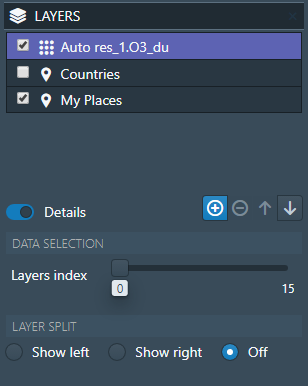 LAYERS
Auto res_1.O3_du
Countries
My Places
Details
DATA SELECTION
Layers index
0
15
LAYER SPLIT
Show left
Show right
Off